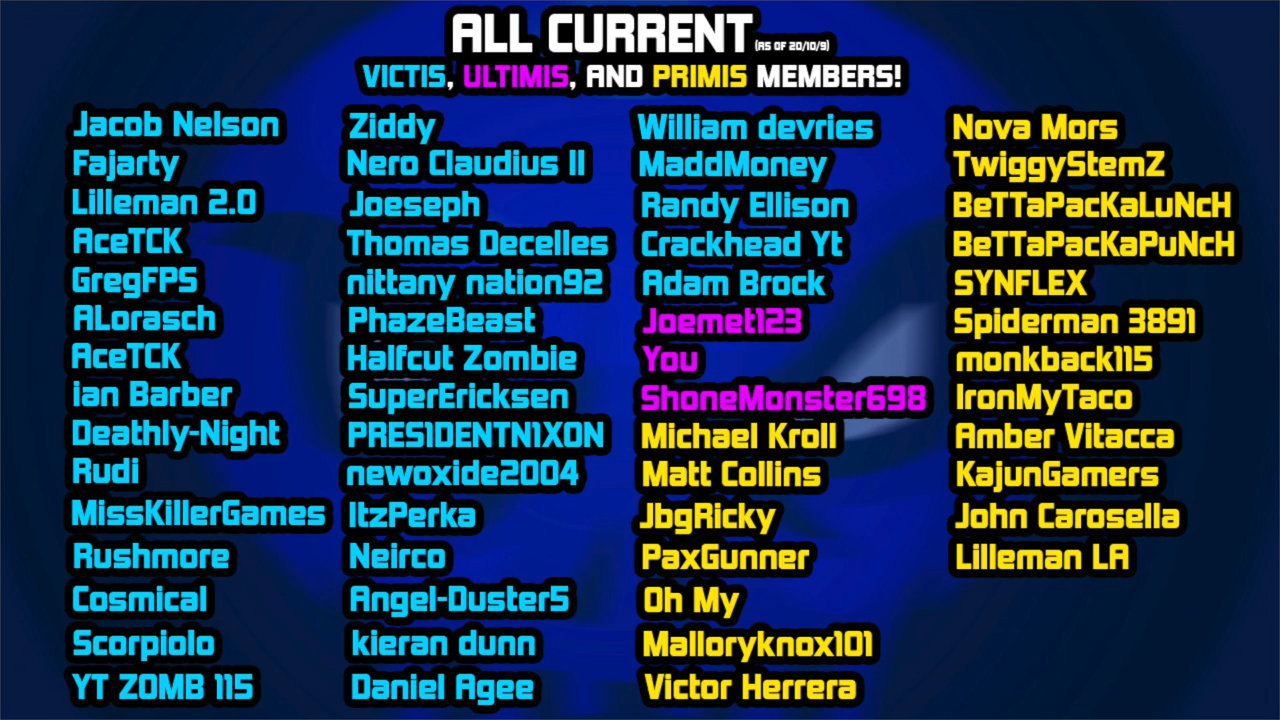 ALL CURRENT (AS OF 20/10/9)
VICTIS, ULTIMIS, AND PRIMIS MEMBERS!
Jacob Nelson
Fajarty
Lilleman 2.0
AceTCK
GregFPS
ALorasch
AceTCK
ian Barber
Deathly-Night
Rudi
MissKillerGames
Rushmore
Cosmical
Scorpiolo
YT ZOMB 115
Ziddy
Nero Claudius II
Joeseph
Thomas Decelles
nittany nation92
PhazeBeast
Halfcut Zombie
SuperEricksen
PRES1DENTN1XON
newoxide2004
ItzPerka
Neirco
Angel-Duster5
kieran dunn
Daniel Agee
William devries
MaddMoney
Randy Ellison
Crackhead Yt
Adam Brock
Joemet123
You
ShoneMonster698
Michael Kroll
Matt Collins
JbgRicky
PaxGunner
Oh My
Malloryknox101
Victor Herrera
Nova Mors
TwiggyStemZ
BeTTaPacKaLuNcH
BeTTaPacKaPuNcH
SYNFLEX
Spiderman 3891
monkback115
IronMyTaco
Amber Vitacca
KajunGamers
John Carosella
Lilleman LA